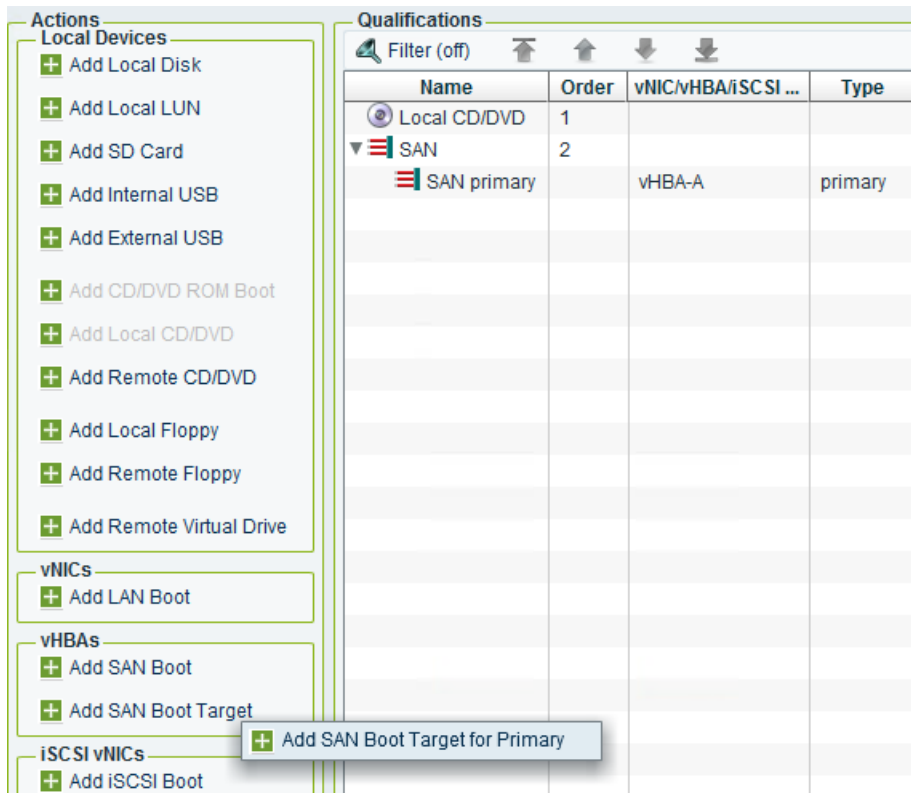 Actions
Local Devices
Add Local Disk
Add Local LUN
Add SD Card
Add Internal USB
Add External USB
Add CD/DVD ROM Boot
Add Local CD/DVD
Add Remote CD/DVD
Add Local Floppy
Add Remote Floppy
Add Remote Virtual Drive
vNICs
Add LAN Boot
vHBAs
Add SAN Boot
Add SAN Boot Target
Add SAN Boot Target for Primary
iSCSI vNICs
Add iSCSI Boot
Qualifications
Filter (off)
Name Order vNIC/vHBA/iSCSI ... Type
Local CD/DVD 1
SAN 2
SAN primary vHBA-A primary